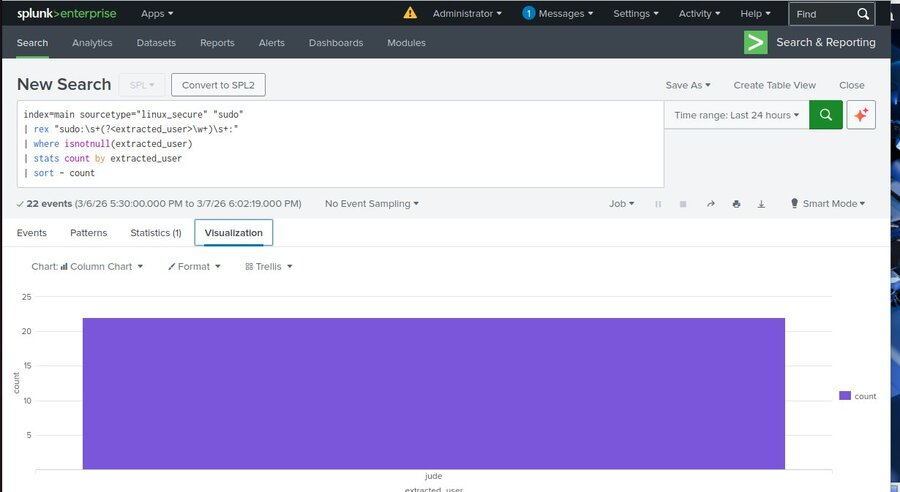 splunk>enterprise Apps Administrator 1 Messages Settings Activity Help Find
Search Analytics Datasets Reports Alerts Dashboards Modules > Search & Reporting
New Search SPL Convert to SPL2 Save As Create Table View Close
index=main sourcetype="linux_secure" "sudo"
| rex "sudo:\s+(?<extracted_user>\w+)\s+:"
| where isnotnull(extracted_user)
| stats count by extracted_user
| sort - count
Time range: Last 24 hours
22 events (3/6/26 5:30:00.000 PM to 3/7/26 6:02:19.000 PM) No Event Sampling Job Smart Mode
Events Patterns Statistics (1) Visualization
Chart: Column Chart Format Trellis
25
20
15
10
5
count
count
jude
extracted_user